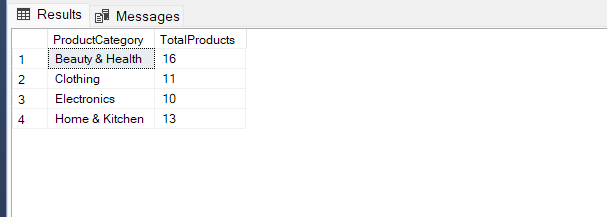 Results Messages
ProductCategory TotalProducts
1 Beauty & Health 16
2 Clothing 11
3 Electronics 10
4 Home & Kitchen 13